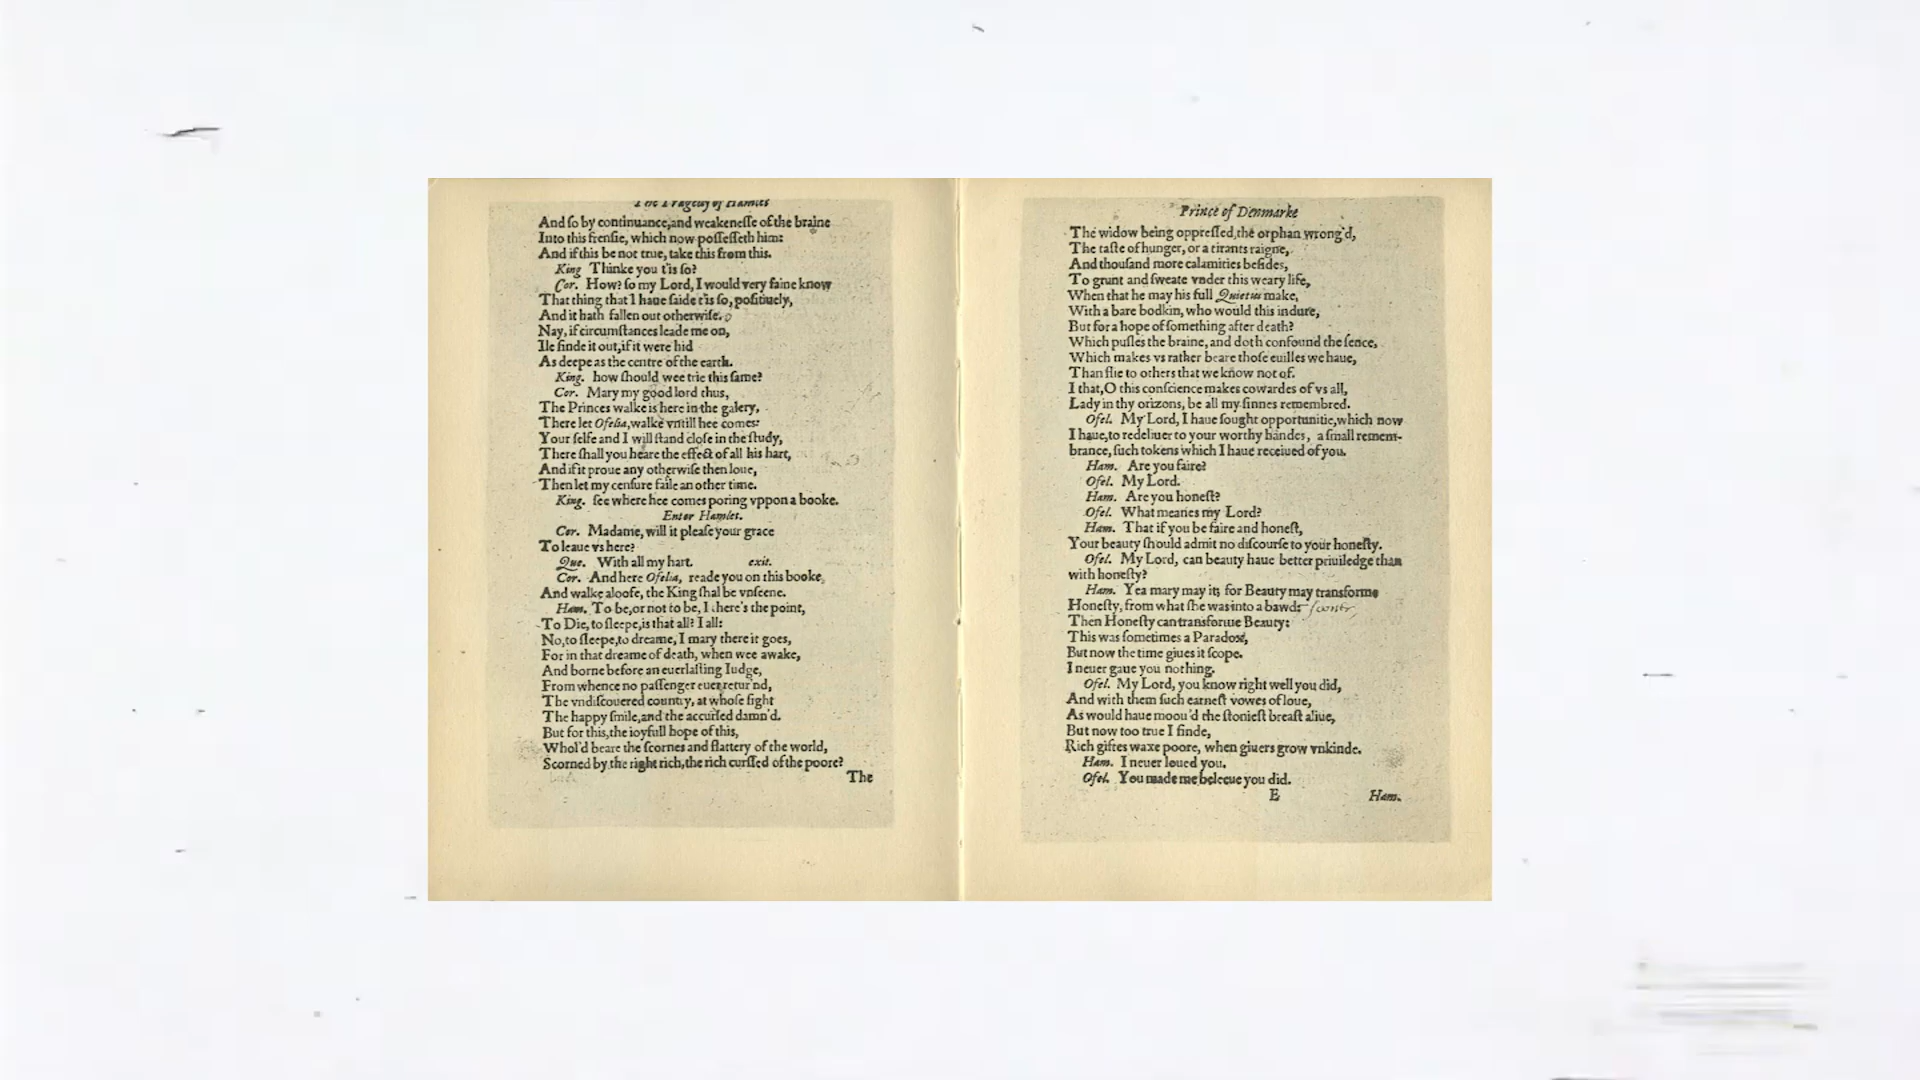 The Tragedy of Hamlet
And ſo by continuance,and weakeneſſe of the braine
Into this frenſie, which now poſſeſſeth him:
And if this be not true, take this from this.
King Thinke you t'is ſo?
Cor. How? ſo my Lord, I would very faine know
That thing that I haue ſaide t'is ſo, poſitiuely,
And it hath fallen out otherwiſe.
Nay, if circumſtances leade me on,
Ile finde it out,if it were hid
As deepe as the centre of the earth.
King. how ſhould wee trie this ſame?
Cor. Mary my good lord thus,
The Princes walke is here in the galery,
There let Ofelia,walke vntill hee comes:
Your ſelfe and I will ſtand cloſe in the ſtudy,
There ſhall you heare the effect of all his hart,
And if it proue any otherwiſe then loue,
Then let my cenſure faile an other time.
King. ſee where hee comes poring vppon a booke.
Enter Hamlet.
Cor. Madame, will it pleaſe your grace
To leaue vs here?
Que. With all my hart. exit.
Cor. And here Ofelia, reade you on this booke,
And walke aloofe, the King ſhal be vnſeene.
Ham. To be,or not to be, I there's the point,
To Die, to ſleepe,is that all? I all:
No,to ſleepe,to dreame, I mary there it goes,
For in that dreame of death, when wee awake,
And borne before an euerlaſting Iudge,
From whence no paſſenger euer retur'nd,
The vndiſcouered country, at whoſe ſight
The happy ſmile,and the accurſed damn'd.
But for this,the ioyfull hope of this,
Whol'd beare the ſcornes and flattery of the world,
Scorned by the right rich,the rich curſſed of the poore?
The
Prince of Denmarke
The widow being oppreſſed,the orphan wrong'd,
The taſte of hunger, or a tirants raigne,
And thouſand more calamities beſides,
To grunt and ſweate vnder this weary life,
When that he may his full Quietus make,
With a bare bodkin, who would this indure,
But for a hope of ſomething after death?
Which puſles the braine, and doth confound the ſence,
Which makes vs rather beare thoſe euilles we haue,
Than flie to others that we know not of.
I that,O this conſcience makes cowardes of vs all,
Lady in thy orizons, be all my ſinnes remembred.
Ofel. My Lord, I haue ſought opportunitie,which now
I haue,to redeliuer to your worthy handes, a ſmall remem-
brance, ſuch tokens which I haue receiued of you.
Ham. Are you faire?
Ofel. My Lord.
Ham. Are you honeſt?
Ofel. What meanes my Lord?
Ham. That if you be faire and honeſt,
Your beauty ſhould admit no diſcourſe to your honeſty.
Ofel. My Lord, can beauty haue better priuiledge than
with honeſty?
Ham. Yea mary may it; for Beauty may transforme
Honeſty, from what ſhe was into a bawd:
Then Honeſty can transforme Beauty:
This was ſometimes a Paradox,
But now the time giues it ſcope.
I neuer gaue you nothing.
Ofel. My Lord, you know right well you did,
And with them ſuch earneſt vowes of loue,
As would haue moou'd the ſtonieſt breaſt aliue,
But now too true I finde,
Rich giftes waxe poore, when giuers grow vnkinde.
Ham. I neuer loued you.
Ofel. You made me beleeue you did.
E Ham.